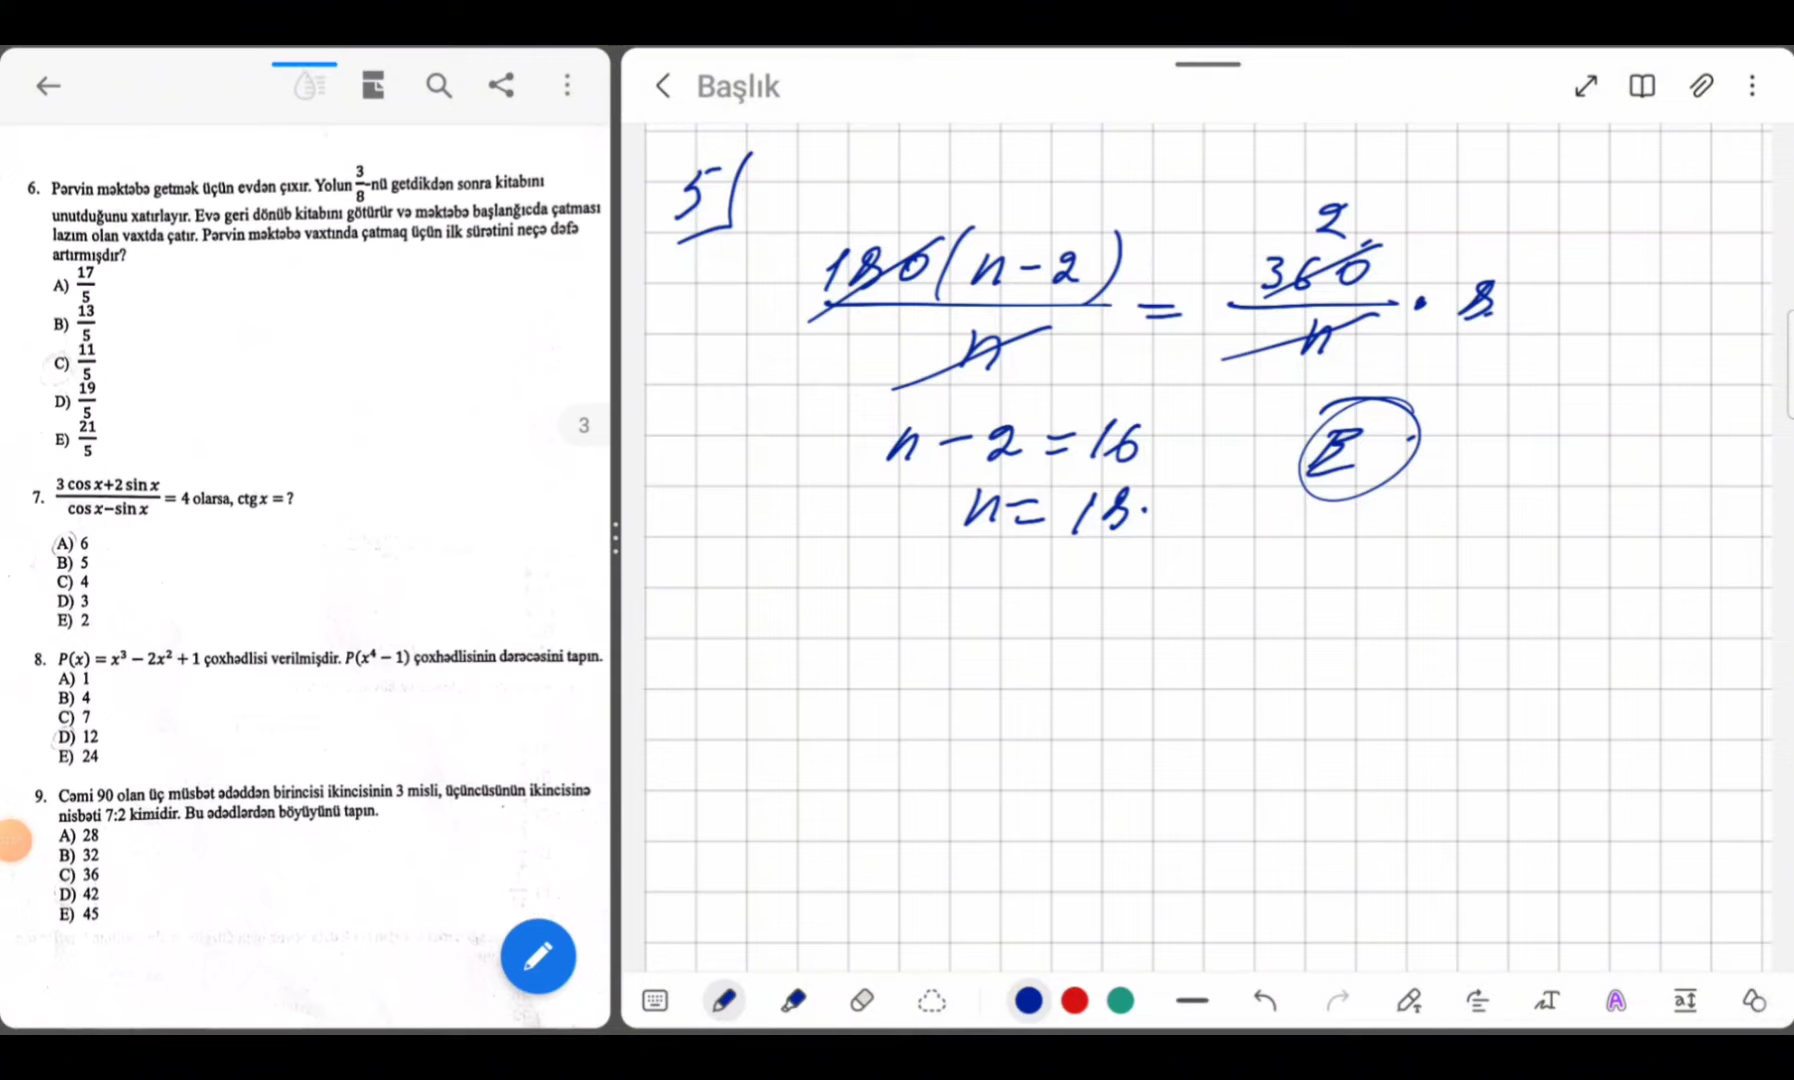 Başlık
6. Pərvin məktəbə getmək üçün evdən çıxır. Yolun 3/8-nü getdikdən sonra kitabını
unutduğunu xatırlayır. Evə geri dönüb kitabını götürür və məktəbə başlanğıcda çatması
lazım olan vaxtda çatır. Pərvin məktəbə vaxtında çatmaq üçün ilk sürətini neçə dəfə
artırmışdır?
A) 17/5
B) 13/5
C) 11/5
D) 19/5
E) 21/5
3
7. (3 cos x+2 sin x)/(cos x−sin x) = 4 olarsa, ctg x = ?
A) 6
B) 5
C) 4
D) 3
E) 2
8. P(x) = x³ − 2x² + 1 çoxhədlisi verilmişdir. P(x⁴ − 1) çoxhədlisinin dərəcəsini tapın.
A) 1
B) 4
C) 7
D) 12
E) 24
9. Cəmi 90 olan üç müsbət ədəddən birincisi ikincisinin 3 misli, üçüncüsünün ikincisinə
nisbəti 7:2 kimidir. Bu ədədlərdən böyüyünü tapın.
A) 28
B) 32
C) 36
D) 42
E) 45
5
2
180(n-2)/n = 360/n · 8
n-2=16
E
n=18.